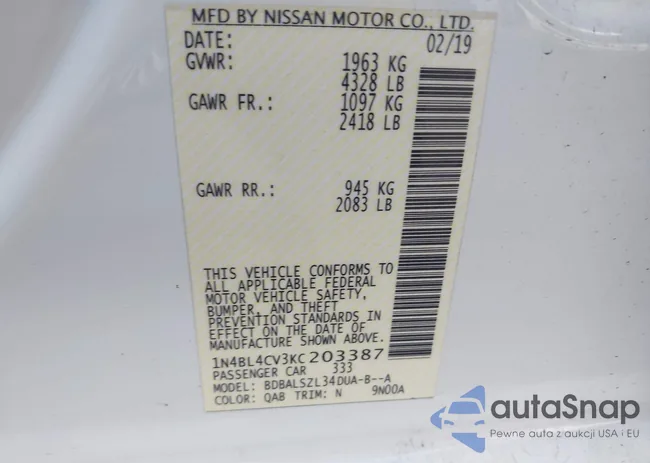 MFD BY NISSAN MOTOR CO., LTD.
DATE: 02/19
GVWR: 1963 KG
4328 LB
GAWR FR.: 1097 KG
2418 LB
GAWR RR.: 945 KG
2083 LB
THIS VEHICLE CONFORMS TO
ALL APPLICABLE FEDERAL
MOTOR VEHICLE SAFETY,
BUMPER, AND THEFT
PREVENTION STANDARDS IN
EFFECT ON THE DATE OF
MANUFACTURE SHOWN ABOVE.
1N4BL4CV3KC203387
PASSENGER CAR 333
MODEL: BDBALSZL34DUA-B--A
COLOR: QAB TRIM: N 9N00A
autaSnap
Pewne auta z aukcji USA i EU